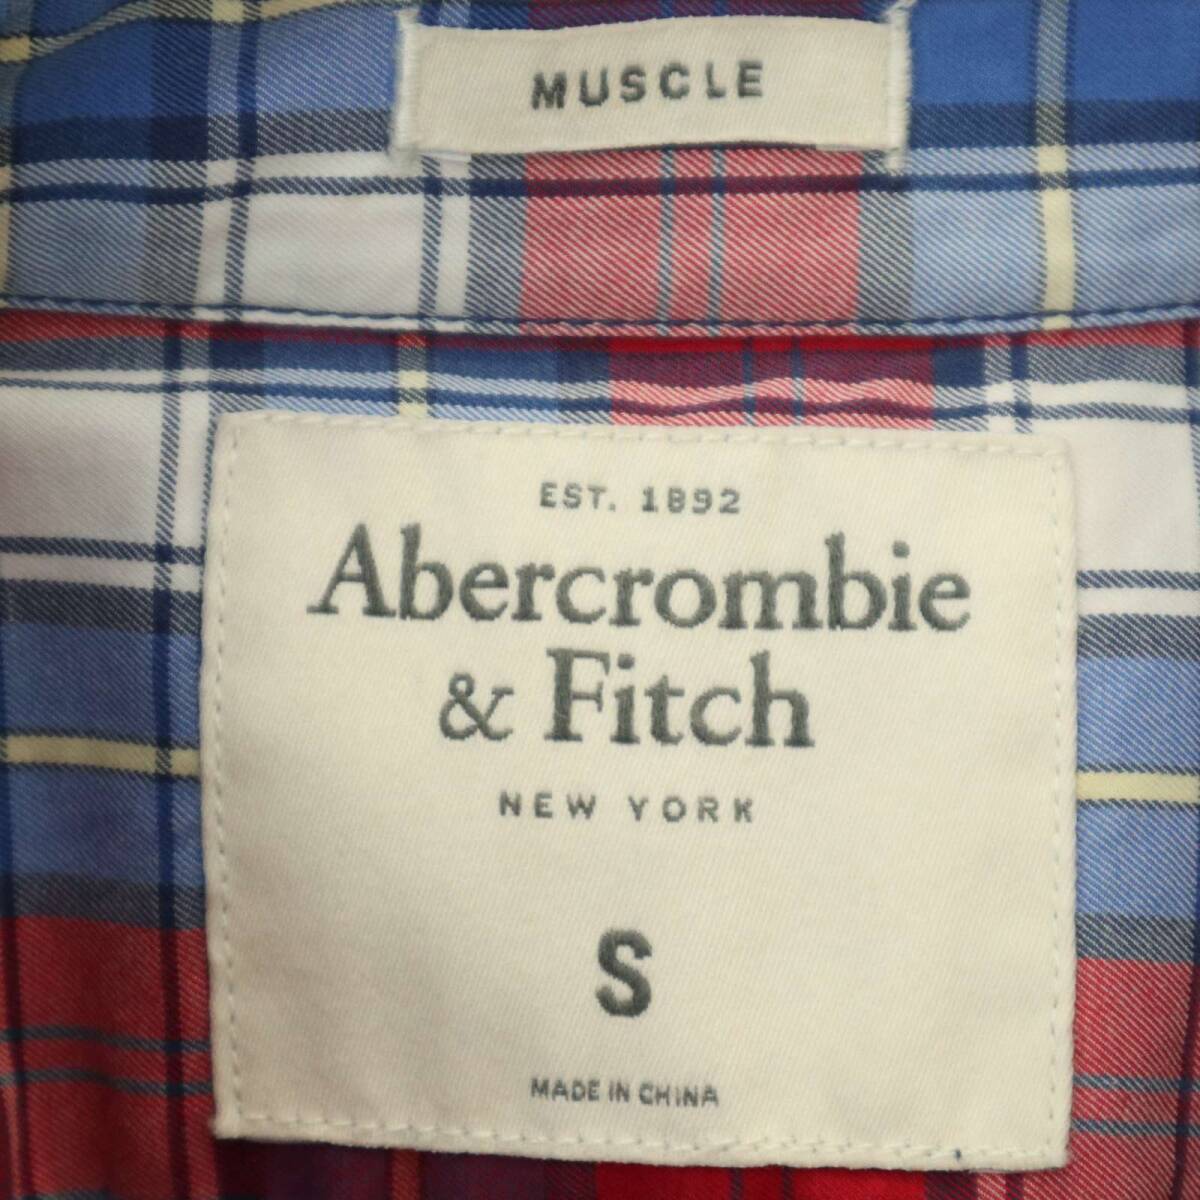 MUSCLE
EST. 1892
Abercrombie
& Fitch
NEW YORK
S
MADE IN CHINA